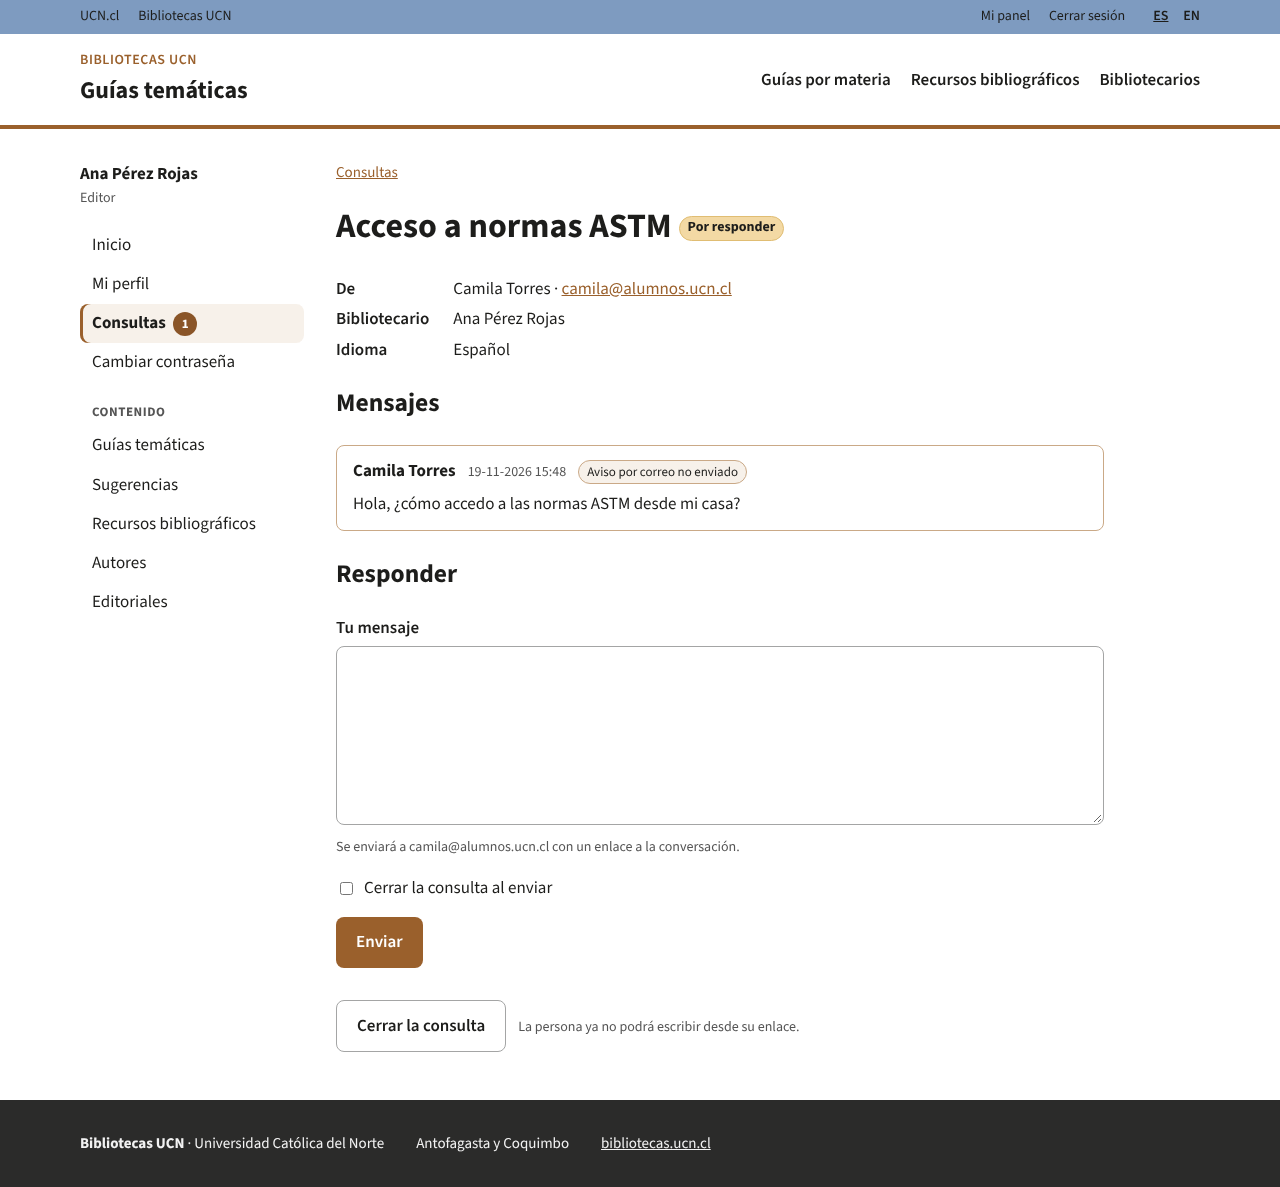 UCN.cl Bibliotecas UCN Mi panel Cerrar sesión ES EN
BIBLIOTECAS UCN
Guías temáticas
Guías por materia Recursos bibliográficos Bibliotecarios
Ana Pérez Rojas
Editor
Inicio
Mi perfil
Consultas 1
Cambiar contraseña
CONTENIDO
Guías temáticas
Sugerencias
Recursos bibliográficos
Autores
Editoriales
Consultas
Acceso a normas ASTM Por responder
De Camila Torres · camila@alumnos.ucn.cl
Bibliotecario Ana Pérez Rojas
Idioma Español
Mensajes
Camila Torres 19-11-2026 15:48 Aviso por correo no enviado
Hola, ¿cómo accedo a las normas ASTM desde mi casa?
Responder
Tu mensaje
Se enviará a camila@alumnos.ucn.cl con un enlace a la conversación.
Cerrar la consulta al enviar
Enviar
Cerrar la consulta La persona ya no podrá escribir desde su enlace.
Bibliotecas UCN · Universidad Católica del Norte Antofagasta y Coquimbo bibliotecas.ucn.cl